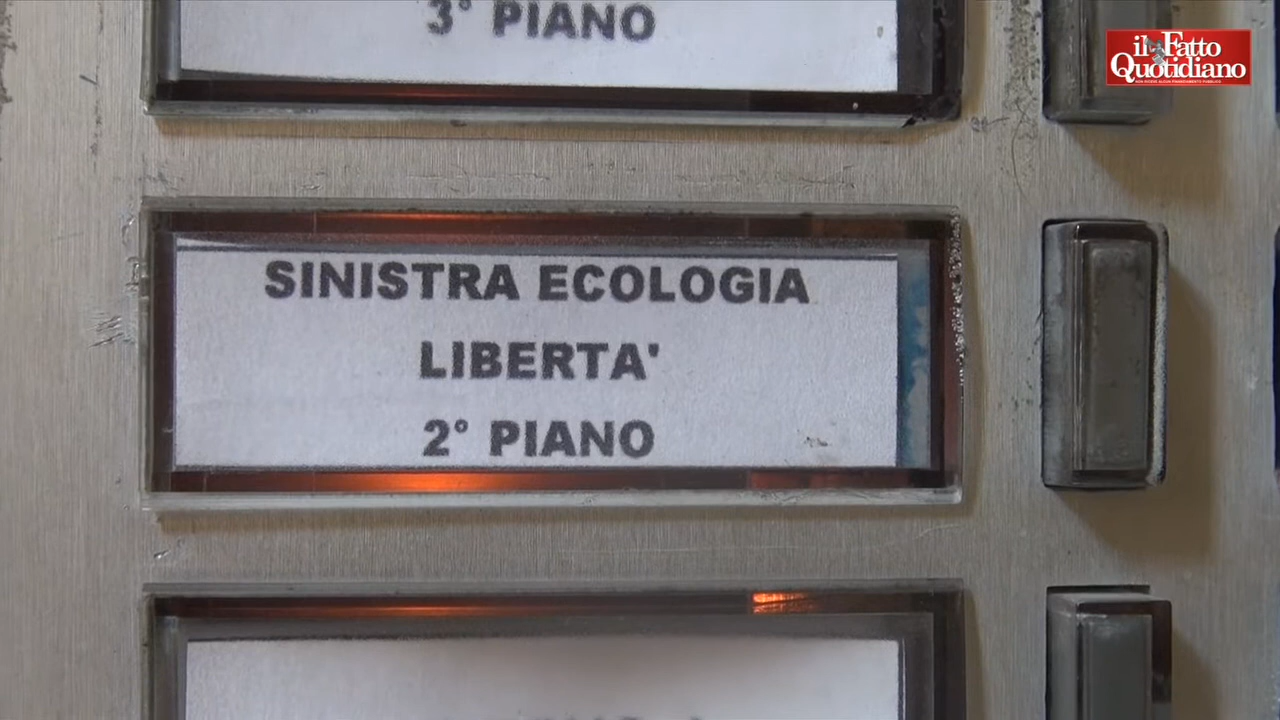 3° PIANO
il Fatto
Quotidiano
SINISTRA ECOLOGIA
LIBERTA'
2° PIANO